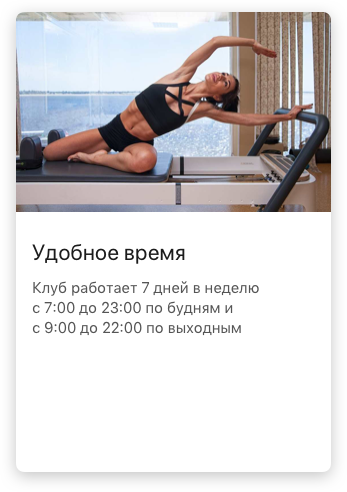 Удобное время
Клуб работает 7 дней в неделю
с 7:00 до 23:00 по будням и
с 9:00 до 22:00 по выходным